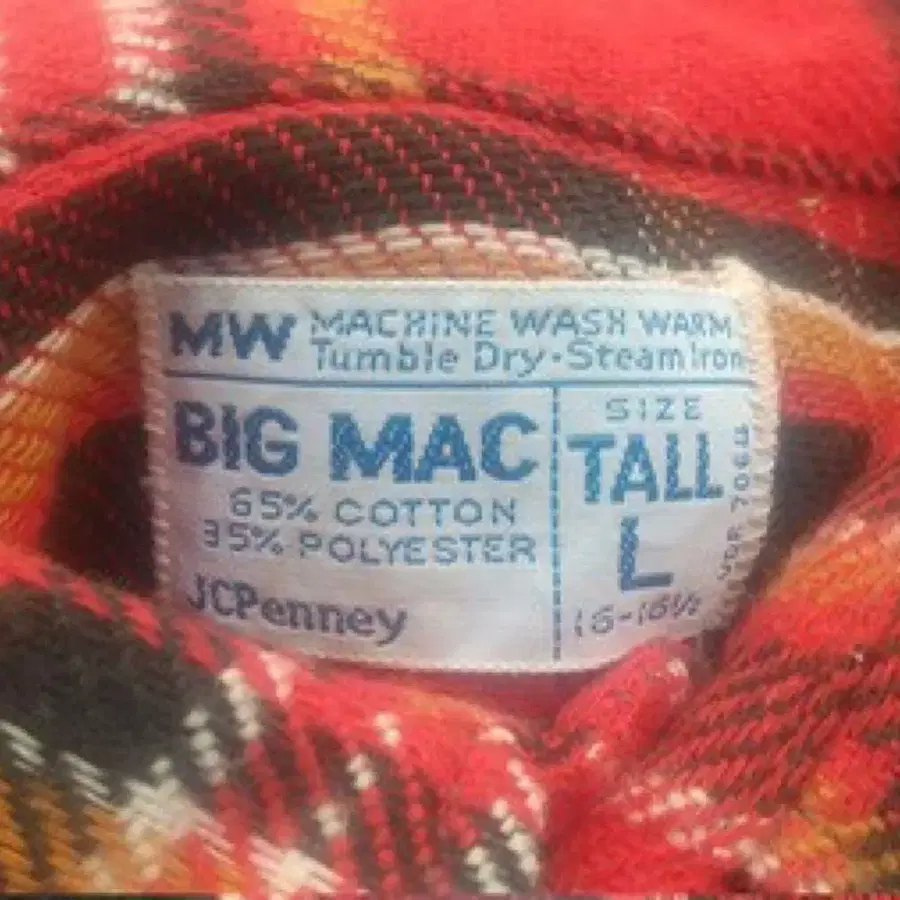 MW MACHINE WASH WARM
Tumble Dry · Steam Iron
BIG MAC
65% COTTON
35% POLYESTER
JCPenney
SIZE
TALL
L
16-16½